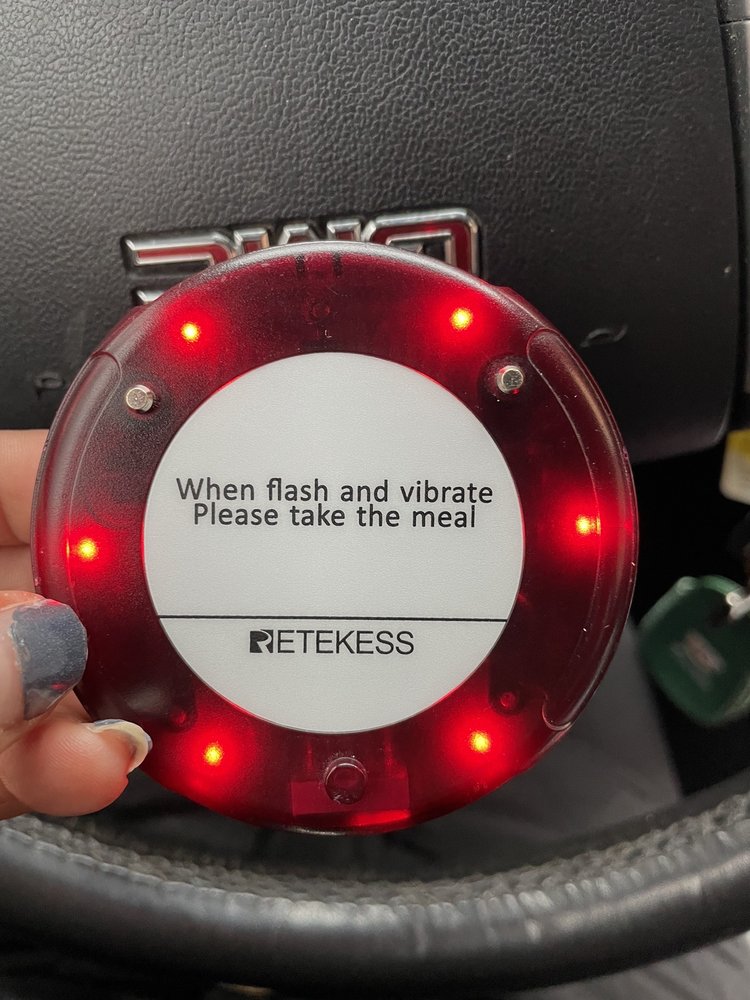 When flash and vibrate
Please take the meal
RETEKESS